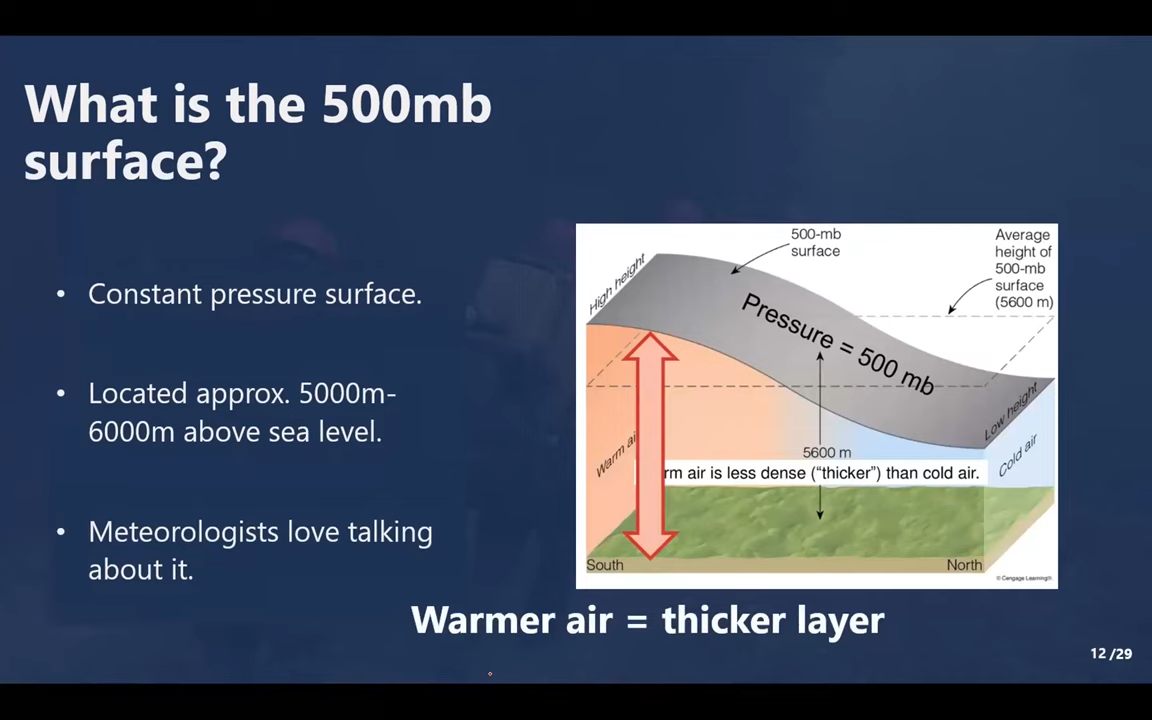 What is the 500mb
surface?
• Constant pressure surface.
• Located approx. 5000m-
6000m above sea level.
• Meteorologists love talking
about it.
500-mb
surface
Average
height of
500-mb
surface
(5600 m)
High height
Pressure = 500 mb
Low height
Warm ai
Cold air
5600 m
rm air is less dense (“thicker”) than cold air.
South
North
© Cengage Learning®
Warmer air = thicker layer
12 /29